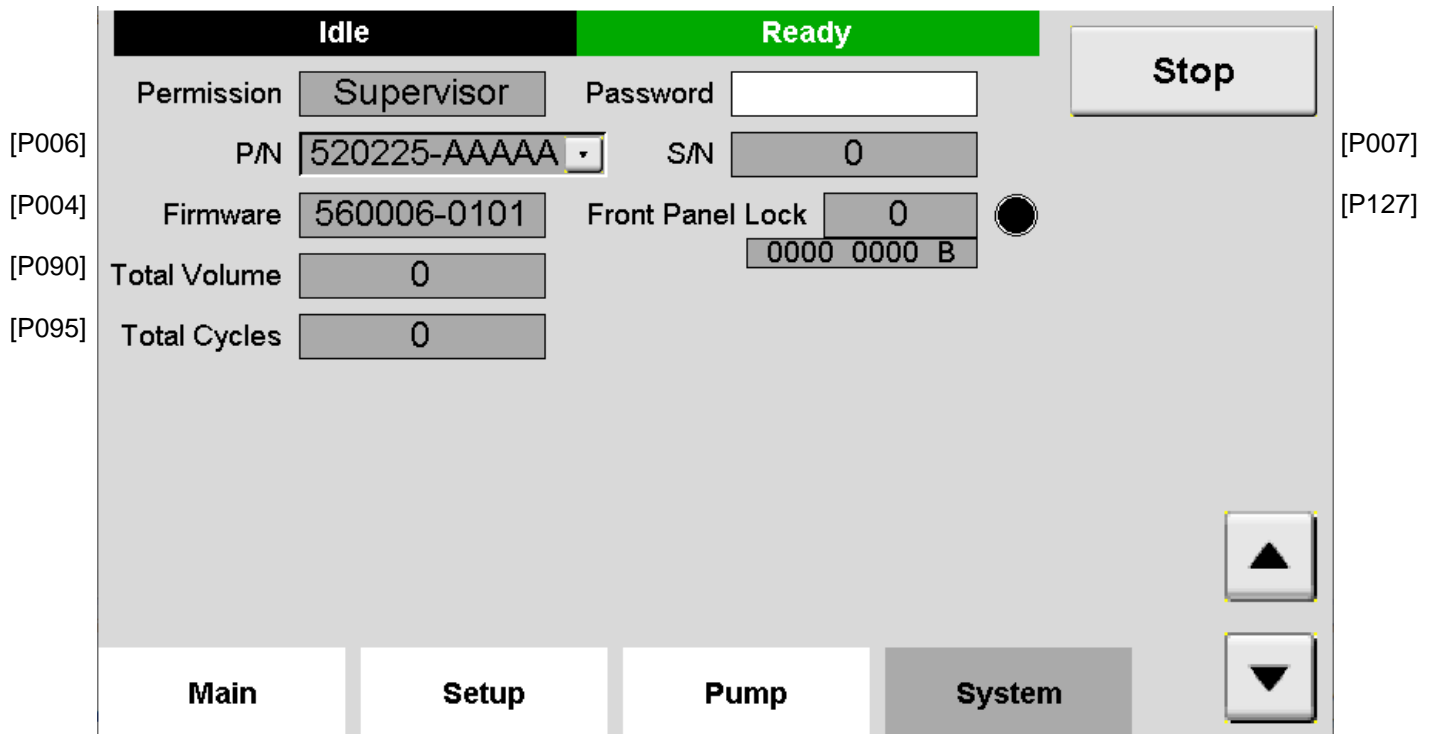 Idle Ready
Stop
Permission Supervisor Password
[P006] P/N 520225-AAAAA S/N 0 [P007]
[P004] Firmware 560006-0101 Front Panel Lock 0 [P127]
0000 0000 B
[P090] Total Volume 0
[P095] Total Cycles 0
Main Setup Pump System